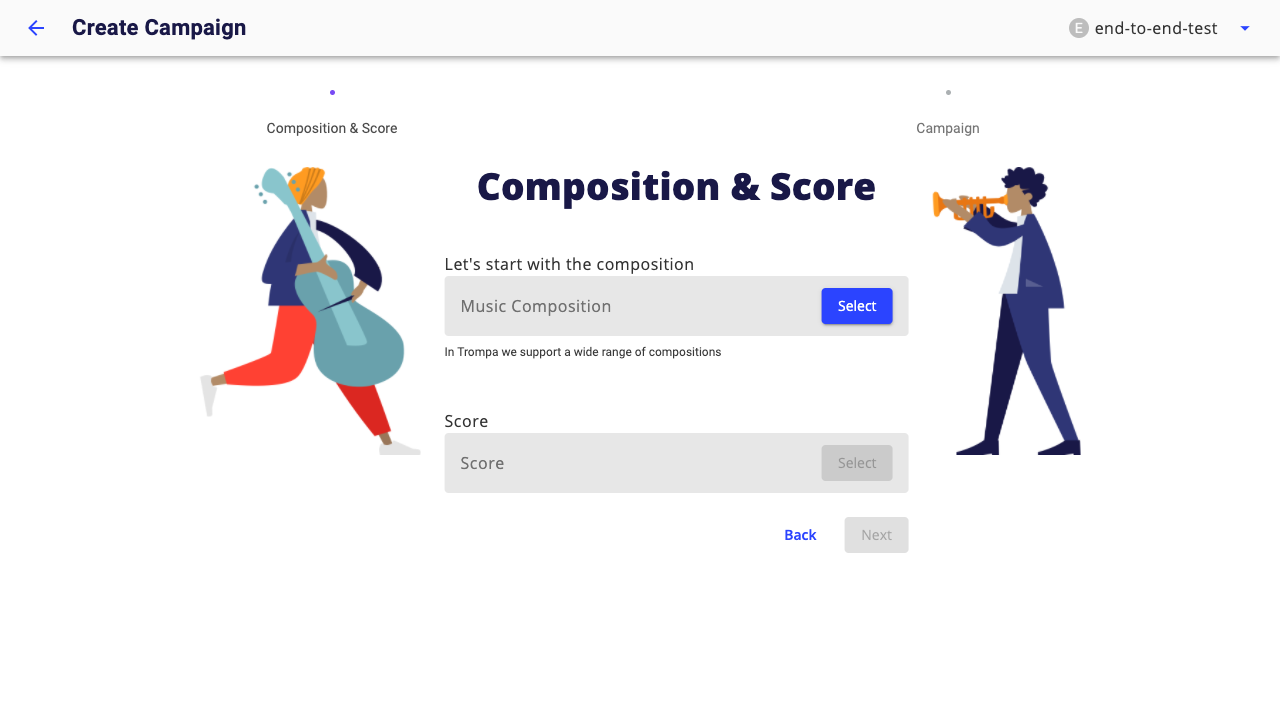 Create Campaign
E end-to-end-test
Composition & Score
Campaign
Composition & Score
Let's start with the composition
Music Composition
Select
In Trompa we support a wide range of compositions
Score
Score
Select
Back
Next